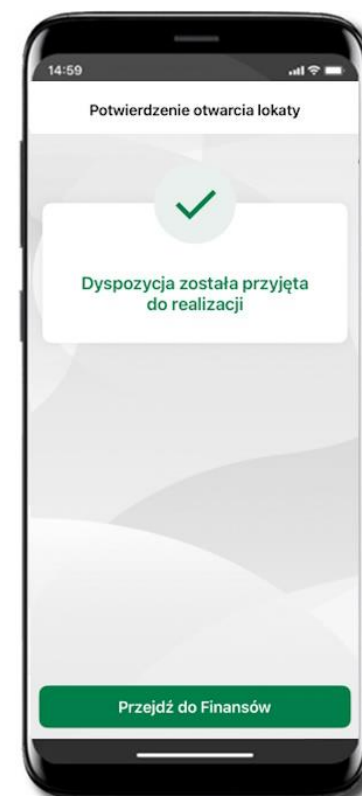 14:59
Potwierdzenie otwarcia lokaty
Dyspozycja została przyjęta
do realizacji
Przejdź do Finansów